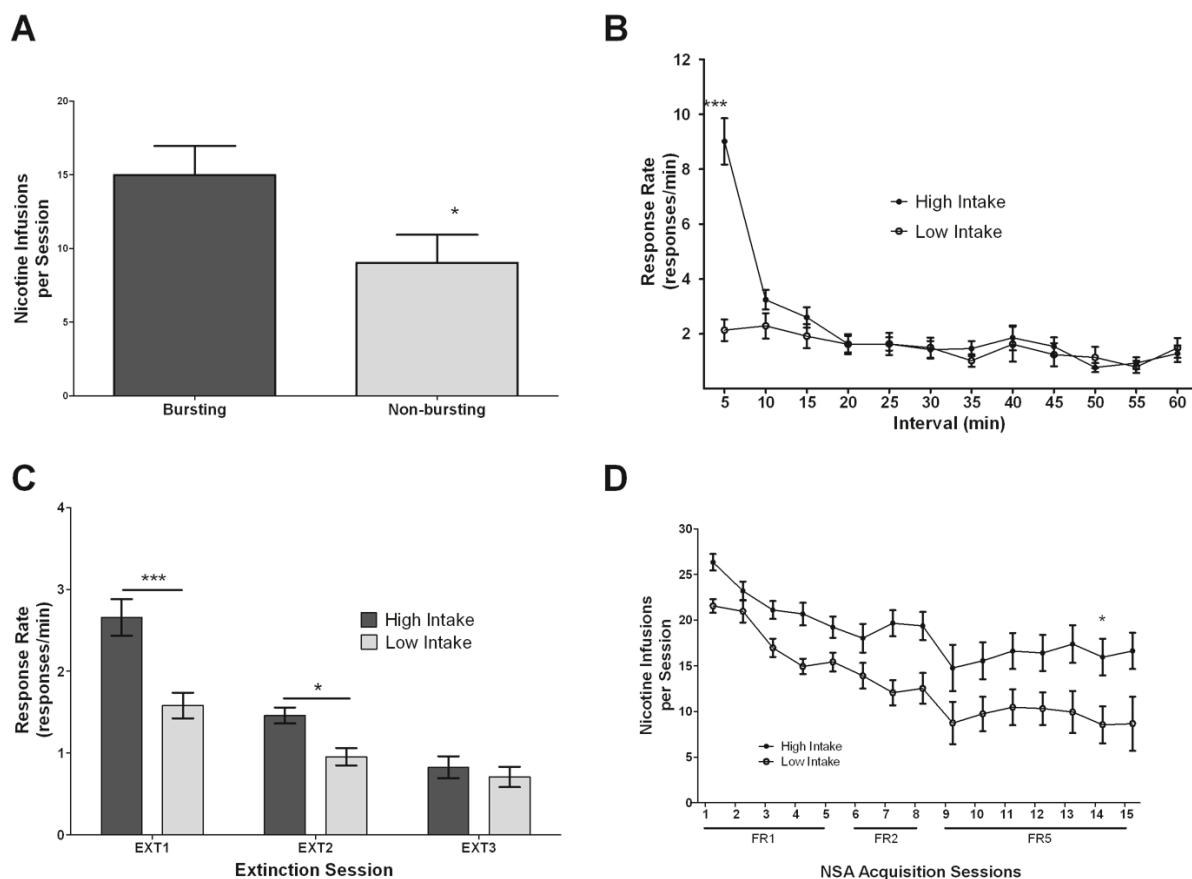 A
Nicotine Infusions
per Session
20
15
10
5
0
*
Bursting
Non-bursting
B
Response Rate
(responses/min)
12
10
8
6
4
2
***
High Intake
Low Intake
5 10 15 20 25 30 35 40 45 50 55 60
Interval (min)
C
Response Rate
(responses/min)
4
3
2
1
0
***
*
High Intake
Low Intake
EXT1 EXT2 EXT3
Extinction Session
D
Nicotine Infusions
per Session
30
25
20
15
10
5
0
*
High Intake
Low Intake
1 2 3 4 5 6 7 8 9 10 11 12 13 14 15
FR1 FR2 FR5
NSA Acquisition Sessions